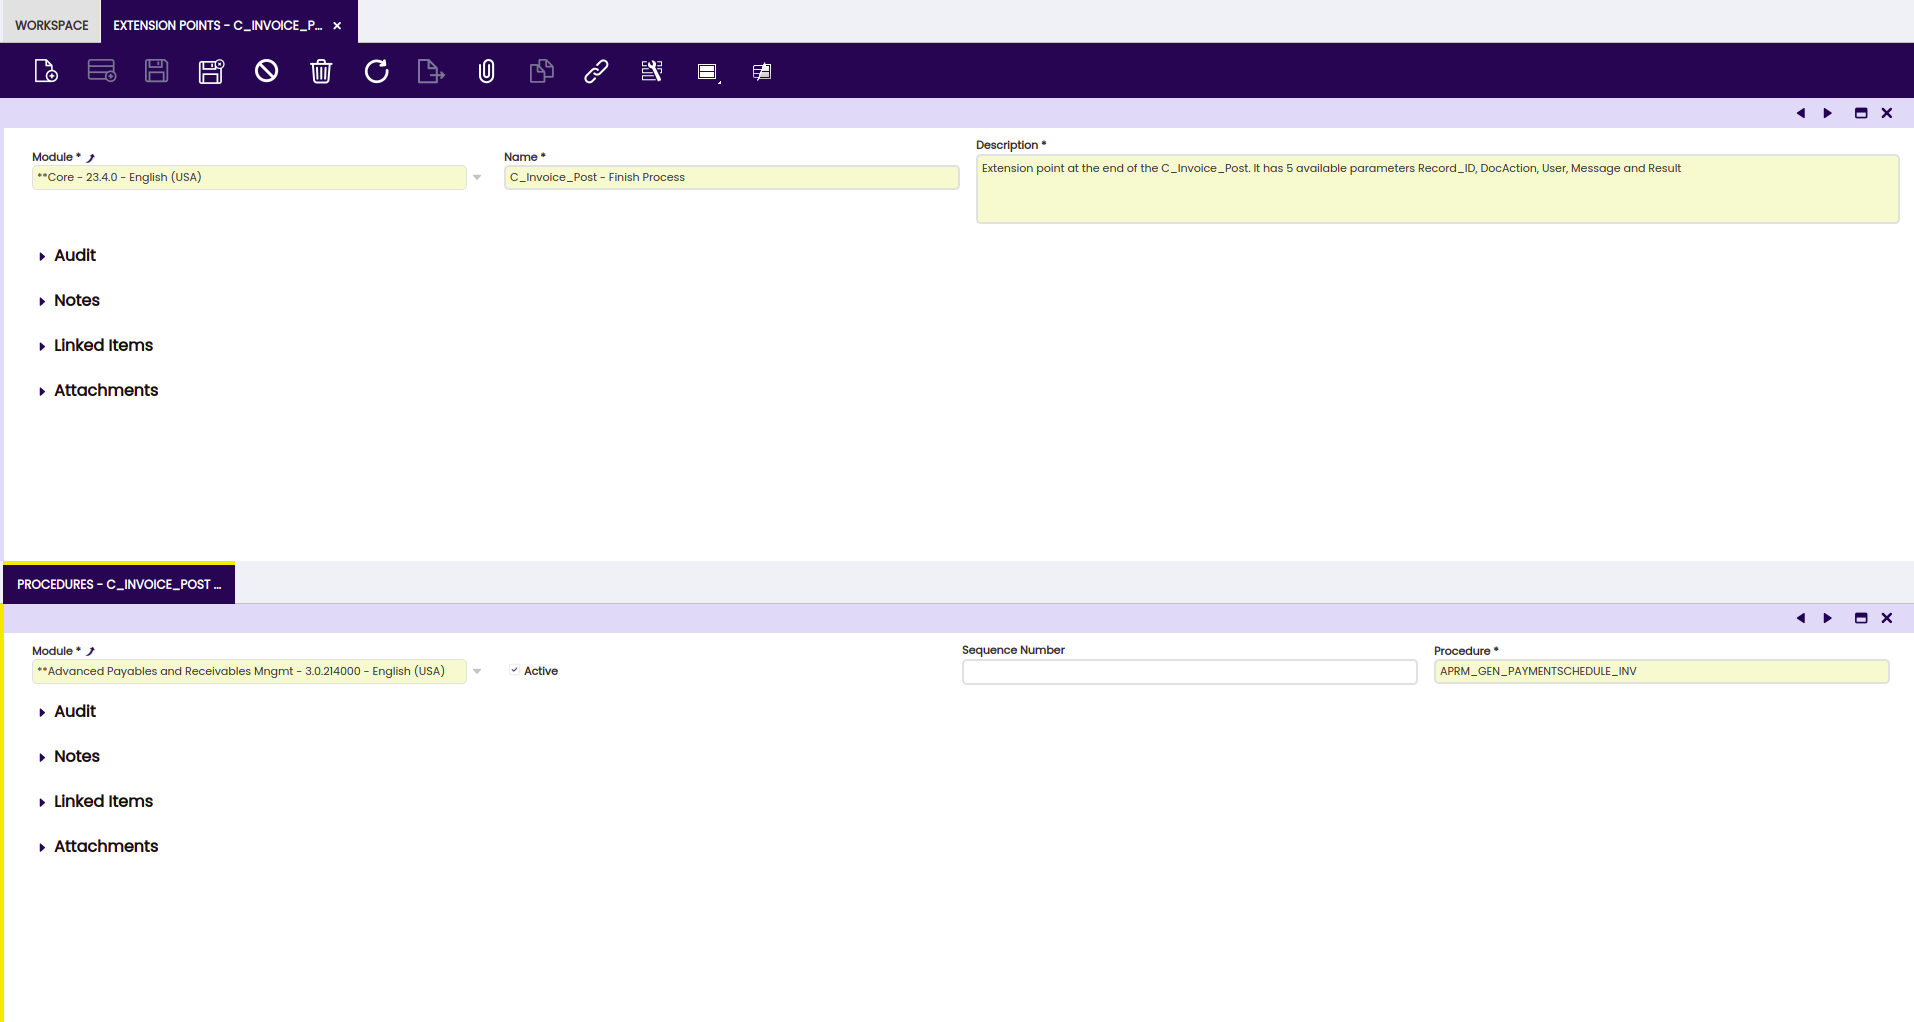 WORKSPACE
EXTENSION POINTS - C_INVOICE_P...
Module *
**Core - 23.4.0 - English (USA)
Name *
C_Invoice_Post - Finish Process
Description *
Extension point at the end of the C_Invoice_Post. It has 5 available parameters Record_ID, DocAction, User, Message and Result
Audit
Notes
Linked Items
Attachments
PROCEDURES - C_INVOICE_POST ...
Module *
**Advanced Payables and Receivables Mngmt - 3.0.214000 - English (USA)
Active
Sequence Number
Procedure *
APRM_GEN_PAYMENTSCHEDULE_INV
Audit
Notes
Linked Items
Attachments